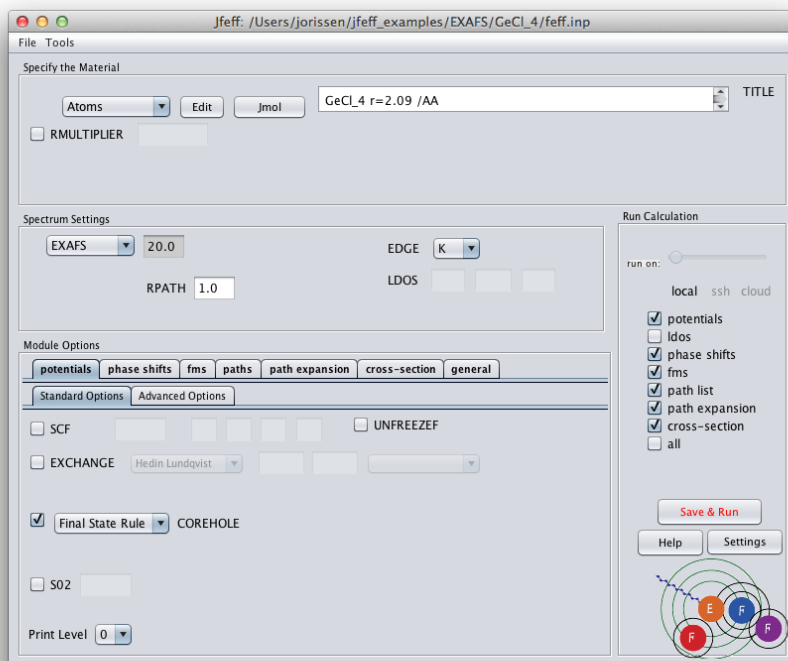 Jfeff: /Users/jorissen/jfeff_examples/EXAFS/GeCl_4/feff.inp
File Tools
Specify the Material
Atoms Edit Jmol GeCl_4 r=2.09 /AA TITLE
RMULTIPLIER
Spectrum Settings
EXAFS 20.0 EDGE K
RPATH 1.0 LDOS
Run Calculation
run on:
local ssh cloud
potentials
ldos
phase shifts
fms
path list
path expansion
cross-section
all
Module Options
potentials phase shifts fms paths path expansion cross-section general
Standard Options Advanced Options
SCF UNFREEZEF
EXCHANGE Hedin Lundqvist
Final State Rule COREHOLE
S02
Print Level 0
Save & Run
Help Settings
E F
F F